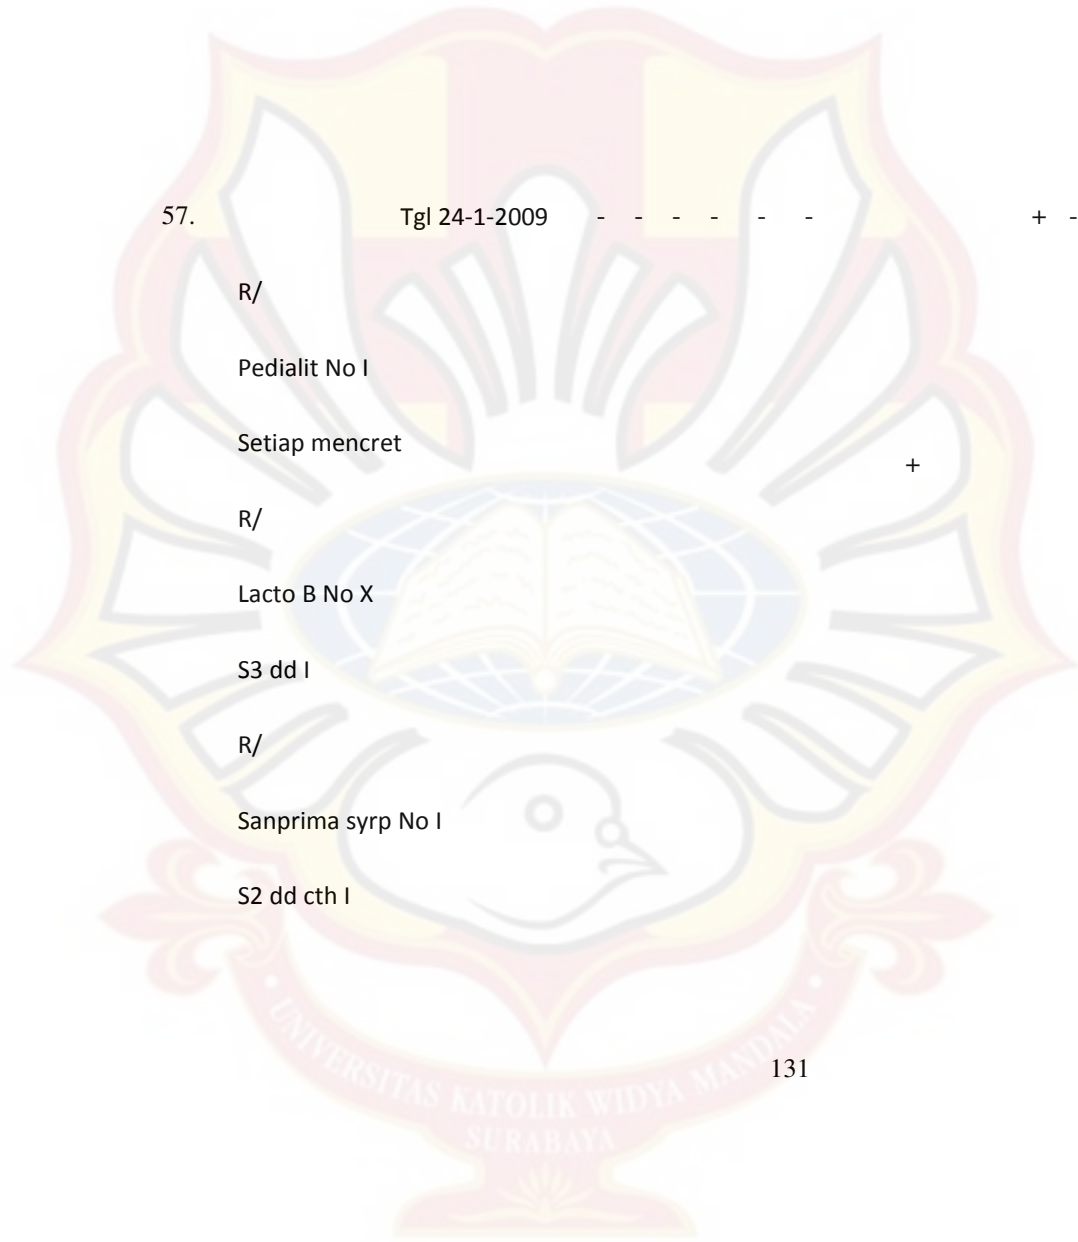 57. Tgl 24-1-2009 - - - - - - + -
R/
Pedialit No I
Setiap mencret
+
R/
Lacto B No X
S3 dd I
R/
Sanprima syrp No I
S2 dd cth I
131
UNIVERSITAS KATOLIK WIDYA MANDALA
SURABAYA